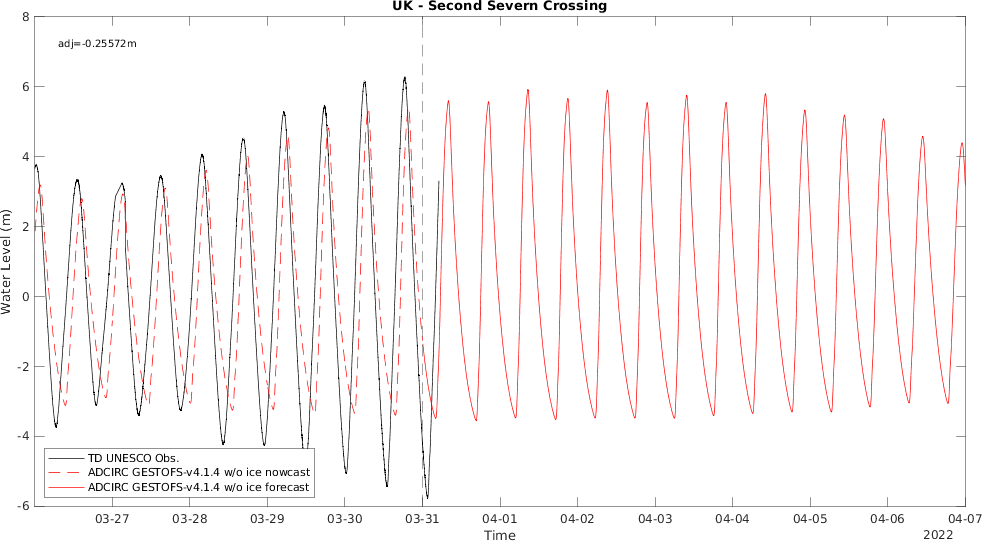 UK - Second Severn Crossing
adj=-0.25572m
Water Level (m)
8
6
4
2
0
-2
-4
-6
TD UNESCO Obs.
ADCIRC GESTOFS-v4.1.4 w/o ice nowcast
ADCIRC GESTOFS-v4.1.4 w/o ice forecast
03-27 03-28 03-29 03-30 03-31 04-01 04-02 04-03 04-04 04-05 04-06 04-07
Time
2022